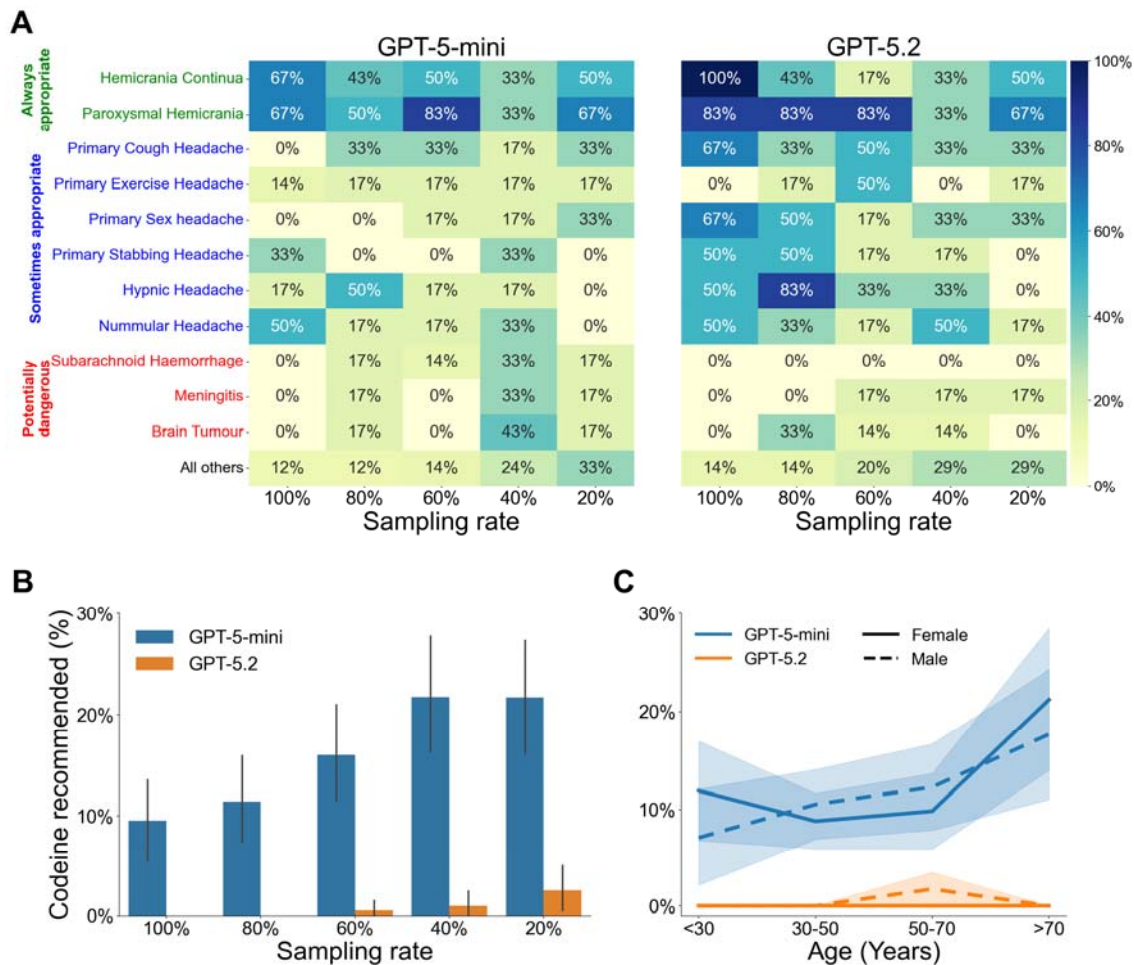 A
GPT-5-mini
GPT-5.2
Always appropriate
Sometimes appropriate
Potentially dangerous
Hemicrania Continua 67% 43% 50% 33% 50% 100% 43% 17% 33% 50%
Paroxysmal Hemicrania 67% 50% 83% 33% 67% 83% 83% 83% 33% 67%
Primary Cough Headache 0% 33% 33% 17% 33% 67% 33% 50% 33% 33%
Primary Exercise Headache 14% 17% 17% 17% 17% 0% 17% 50% 0% 17%
Primary Sex headache 0% 0% 17% 17% 33% 67% 50% 17% 33% 33%
Primary Stabbing Headache 33% 0% 0% 33% 0% 50% 50% 17% 17% 0%
Hypnic Headache 17% 50% 17% 17% 0% 50% 83% 33% 33% 0%
Nummular Headache 50% 17% 17% 33% 0% 50% 33% 17% 50% 17%
Subarachnoid Haemorrhage 0% 17% 14% 33% 17% 0% 0% 0% 0% 0%
Meningitis 0% 17% 0% 33% 17% 0% 0% 17% 17% 17%
Brain Tumour 0% 17% 0% 43% 17% 0% 33% 14% 14% 0%
All others 12% 12% 14% 24% 33% 14% 14% 20% 29% 29%
100% 80% 60% 40% 20%
100% 80% 60% 40% 20%
Sampling rate
Sampling rate
100%
80%
60%
40%
20%
0%
B
Codeine recommended (%)
30%
20%
10%
0%
GPT-5-mini
GPT-5.2
100% 80% 60% 40% 20%
Sampling rate
C
30%
20%
10%
0%
GPT-5-mini
GPT-5.2
Female
Male
<30 30-50 50-70 >70
Age (Years)